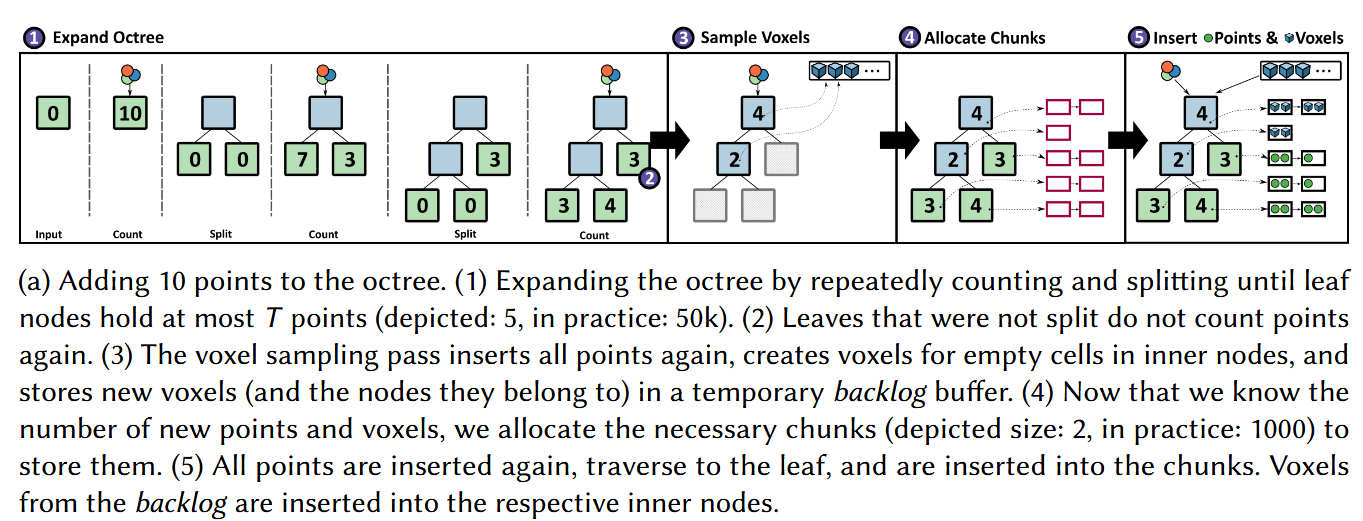 1 Expand Octree
3 Sample Voxels
4 Allocate Chunks
5 Insert Points & Voxels
0
10
0 0
7 3
3
0 0
3
2
3 4
Input Count Split Count Split Count
4
2
...
4
2 3
3 4
4
2 3
3 4
...
(a) Adding 10 points to the octree. (1) Expanding the octree by repeatedly counting and splitting until leaf
nodes hold at most T points (depicted: 5, in practice: 50k). (2) Leaves that were not split do not count points
again. (3) The voxel sampling pass inserts all points again, creates voxels for empty cells in inner nodes, and
stores new voxels (and the nodes they belong to) in a temporary backlog buffer. (4) Now that we know the
number of new points and voxels, we allocate the necessary chunks (depicted size: 2, in practice: 1000) to
store them. (5) All points are inserted again, traverse to the leaf, and are inserted into the chunks. Voxels
from the backlog are inserted into the respective inner nodes.